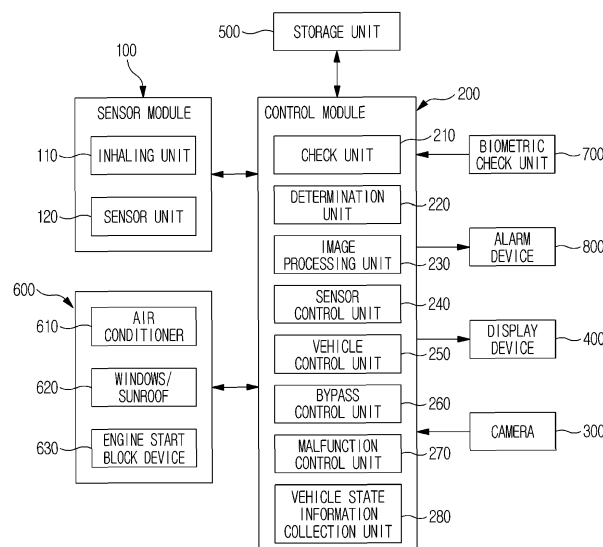 500
STORAGE UNIT
100
SENSOR MODULE
110
INHALING UNIT
120
SENSOR UNIT
600
610
AIR
CONDITIONER
620
WINDOWS/
SUNROOF
630
ENGINE START
BLOCK DEVICE
CONTROL MODULE
200
210
CHECK UNIT
DETERMINATION
UNIT
220
IMAGE
PROCESSING UNIT
230
SENSOR
CONTROL UNIT
240
VEHICLE
CONTROL UNIT
250
BYPASS
CONTROL UNIT
260
MALFUNCTION
CONTROL UNIT
270
VEHICLE STATE
INFORMATION
COLLECTION UNIT
280
BIOMETRIC
CHECK UNIT
700
ALARM
DEVICE
800
DISPLAY
DEVICE
400
CAMERA
300